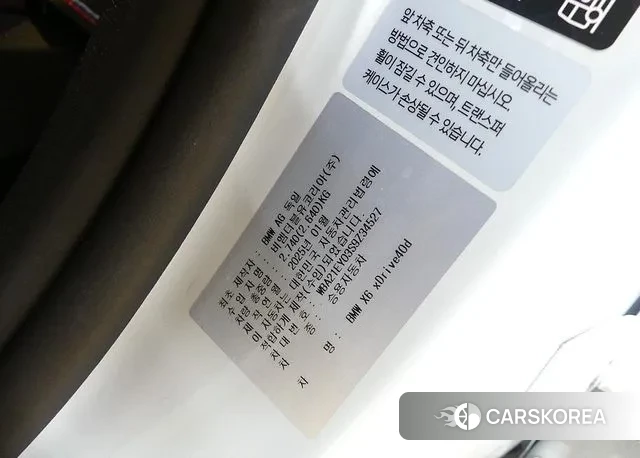 앞 차축 또는 뒤 차축만 들어올리는
방법으로 견인하지 마십시오
휠이 잠길 수 있으며, 트랜스퍼
케이스가 손상될 수 있습니다.
최초 제작자 : BMW AG 독일
수입자명 : 비엠더블유코리아(주)
차량총중량 : 2,740(2,640)KG
제작연월 : 2025년 01월
이 자동차는 대한민국 자동차관리법령에
적합하게 제작(수입)되었습니다.
차대번호 : WBA21EY03S9Z34527
차 종 : 승용자동차
차 명 : BMW X6 xDrive40d
CARSKOREA